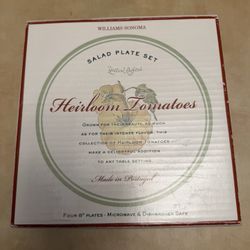 WILLIAMS-SONOMA
SALAD PLATE SET
Heirloom Tomatoes
GROWN FOR THEIR BEAUTY, AS MUCH
AS FOR THEIR INTENSE FLAVOR, THIS
COLLECTION OF HEIRLOOM TOMATOES
MAKE A DELIGHTFUL ADDITION
TO ANY TABLE SETTING.
Made in Portugal
FOUR 8" PLATES · MICROWAVE & DISHWASHER SAFE